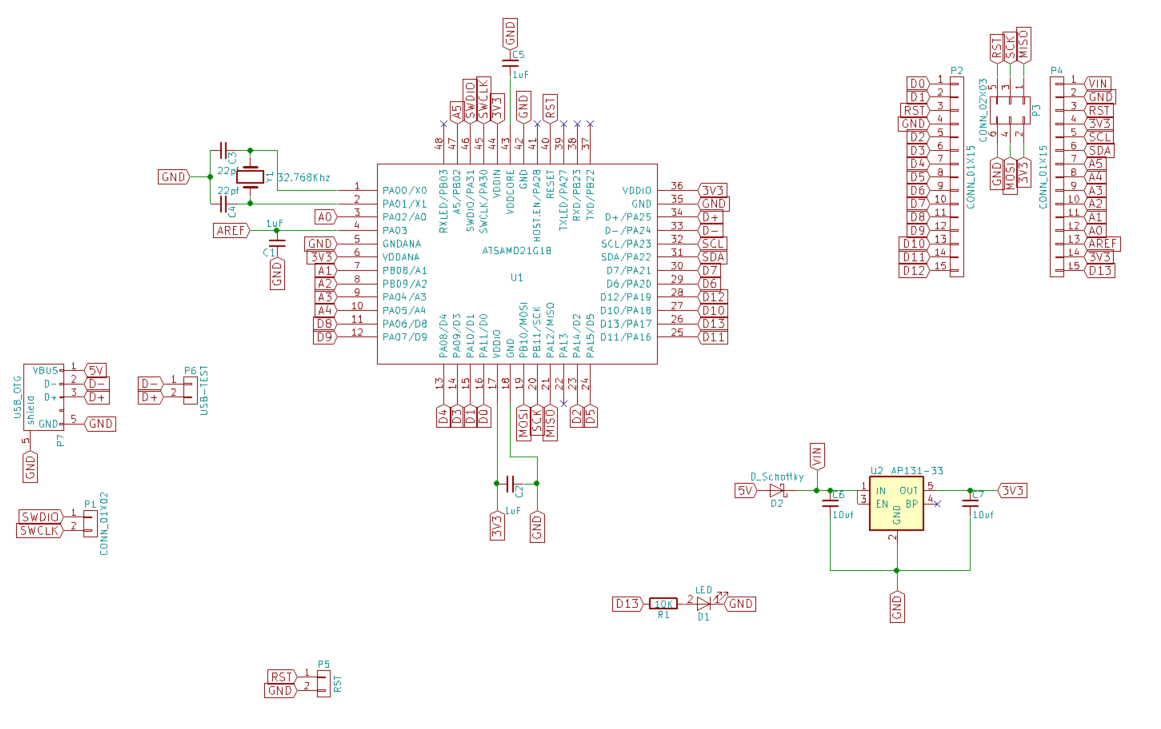 GND
C5
1uF
A5
SWDIO
SWCLK
3V3
GND
RST
48
47
46
45
44
43
42
41
40
39
38
37
RXLED/PB03
A5/PB02
SWDIO/PA31
SWCLK/PA30
VDDIN
VDDCORE
GND
HOST_EN/PA28
RESET
TXLED/PA27
RXD/PB23
TXD/PB22
GND
C3
22pf
Y1
32.768Khz
22pf
C4
AREF
1uF
C1
GND
A0
GND
3V3
A1
A2
A3
A4
D8
D9
1 PA00/X0
2 PA01/X1
3 PA02/A0
4 PA03
5 GNDANA
6 VDDANA
7 PB08/A1
8 PB09/A2
9 PA04/A3
10 PA05/A4
11 PA06/D8
12 PA07/D9
ATSAMD21G18
U1
VDDIO 36 3V3
GND 35 GND
D+/PA25 34 D+
D-/PA24 33 D-
SCL/PA23 32 SCL
SDA/PA22 31 SDA
D7/PA21 30 D7
D6/PA20 29 D6
D12/PA19 28 D12
D10/PA18 27 D10
D13/PA17 26 D13
D11/PA16 25 D11
PA08/D4
PA09/D3
PA10/D1
PA11/D0
VDDIO
GND
PB10/MOSI
PB11/SCK
PA12/MISO
PA13
PA14/D2
PA15/D5
13
14
15
16
17
18
19
20
21
22
23
24
D4
D3
D1
D0
MOSI
SCK
MISO
D2
D5
C2
1uF
3V3
GND
P2
D0 1
D1 2
RST 3
GND 4
D2 5
D3 6
D4 7
D5 8
D6 9
D7 10
D8 11
D9 12
D10 13
D11 14
D12 15
CONN_01X15
RST
SCK
MISO
5
3
1
CONN_02X03
P3
6
4
2
GND
MOSI
3V3
P4
1 VIN
2 GND
3 RST
4 3V3
5 SCL
6 SDA
7 A5
8 A4
9 A3
10 A2
11 A1
12 A0
13 AREF
14 3V3
15 D13
CONN_01X15
USB_OTG
shield
VBUS 1 5V
D- 2 D-
D+ 3 D+
GND 5 GND
P7
5
GND
P6
D- 1
D+ 2
USB-TEST
P1
SWDIO 1
SWCLK 2
CONN_01X02
VIN
D_Schottky
5V
D2
C6
10uf
U2 AP131-33
1 IN
3 EN
OUT 5
BP 4
GND
2
C7
10uf
3V3
GND
D13
10K
R1
LED
2
1
D1
GND
P5
RST 1
GND 2
RST